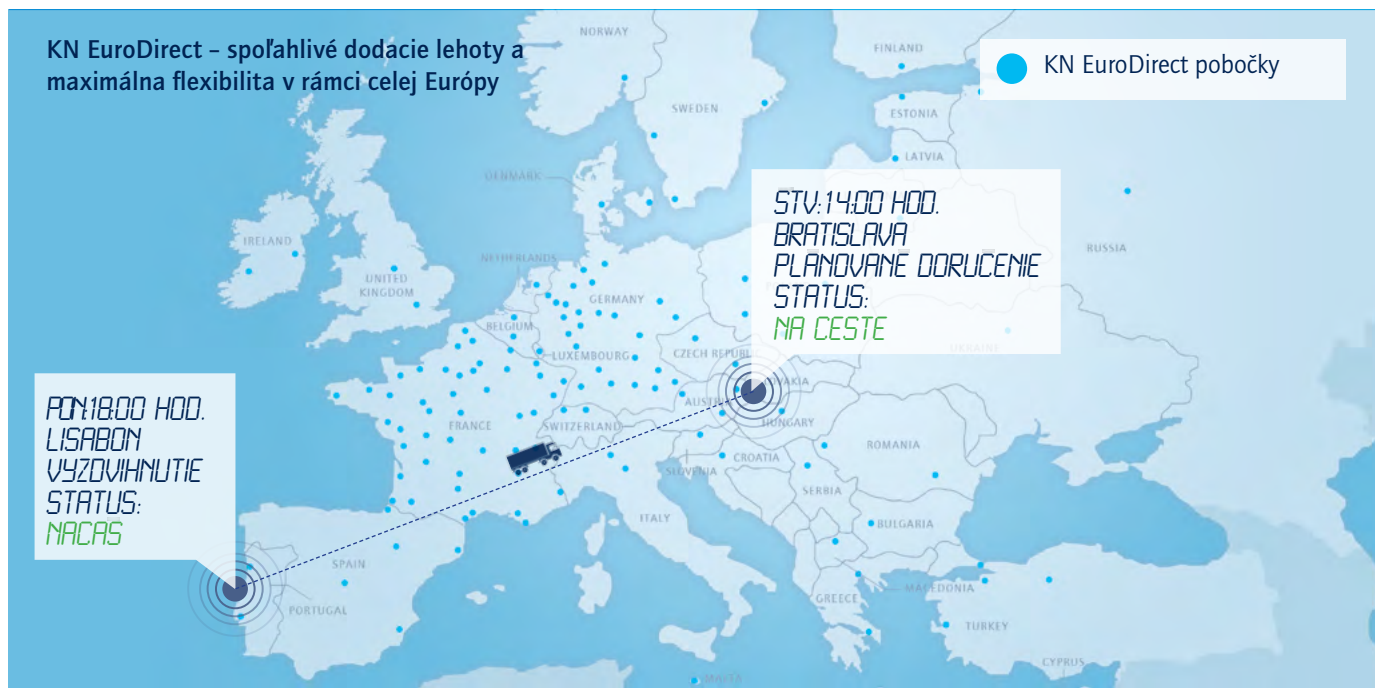 KN EuroDirect – spoľahlivé dodacie lehoty a
maximálna flexibilita v rámci celej Európy
KN EuroDirect pobočky
NORWAY
FINLAND
SWEDEN
ESTONIA
LATVIA
DENMARK
STV:14:00 HOD.
BRATISLAVA
PLANOVANE DORUCENIE
STATUS:
NA CESTE
RUSSIA
IRELAND
UNITED
KINGDOM
NETHERLANDS
GERMANY
BELGIUM
LUXEMBOURG
CZECH REPUBL
UKRAINE
VAKIA
AUSTRI
HUNGARY
PON:18:00 HOD.
LISABON
VYZDVIHNUTIE
STATUS:
NACAS
FRANCE
SWITZERLAND
ROMANIA
SLOVENIA
CROATIA
SERBIA
ITALY
BULGARIA
SPAIN
PORTUGAL
MACEDONIA
GREECE
TURKEY
CYPRUS
MALTA